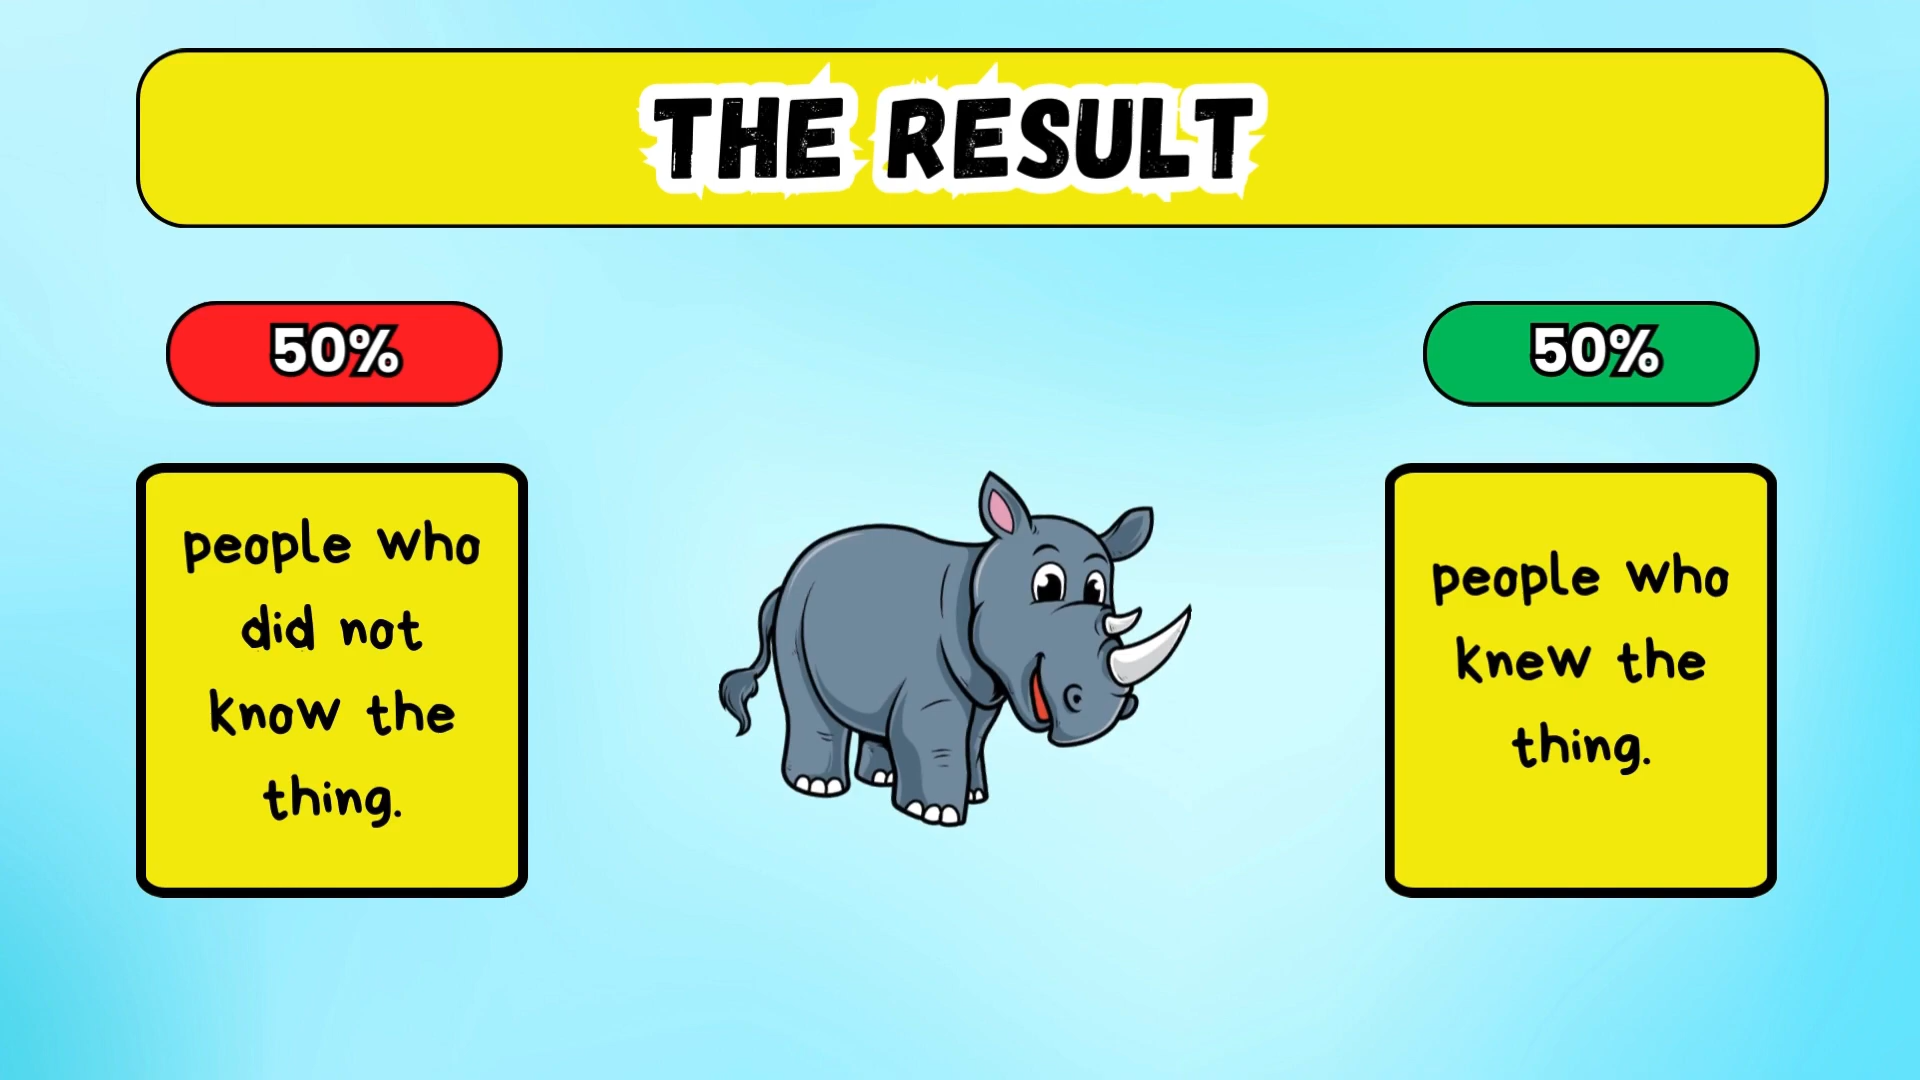 THE RESULT
50%
50%
people who
did not
know the
thing.
people who
knew the
thing.